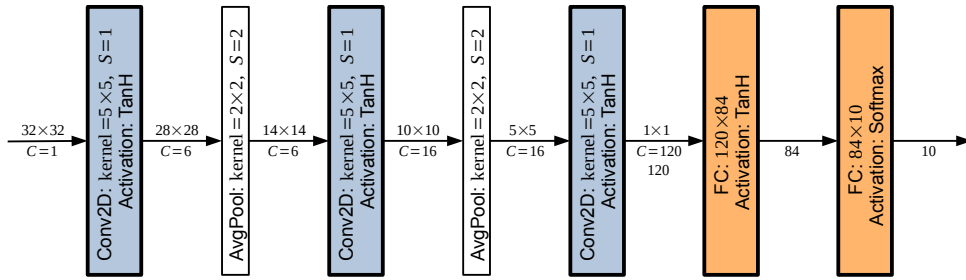 32×32
C=1
Conv2D: kernel=5×5, S=1
Activation: TanH
28×28
C=6
AvgPool: kernel=2×2, S=2
14×14
C=6
Conv2D: kernel=5×5, S=1
Activation: TanH
10×10
C=16
AvgPool: kernel=2×2, S=2
5×5
C=16
Conv2D: kernel=5×5, S=1
Activation: TanH
1×1
C=120
120
FC: 120×84
Activation: TanH
84
FC: 84×10
Activation: Softmax
10